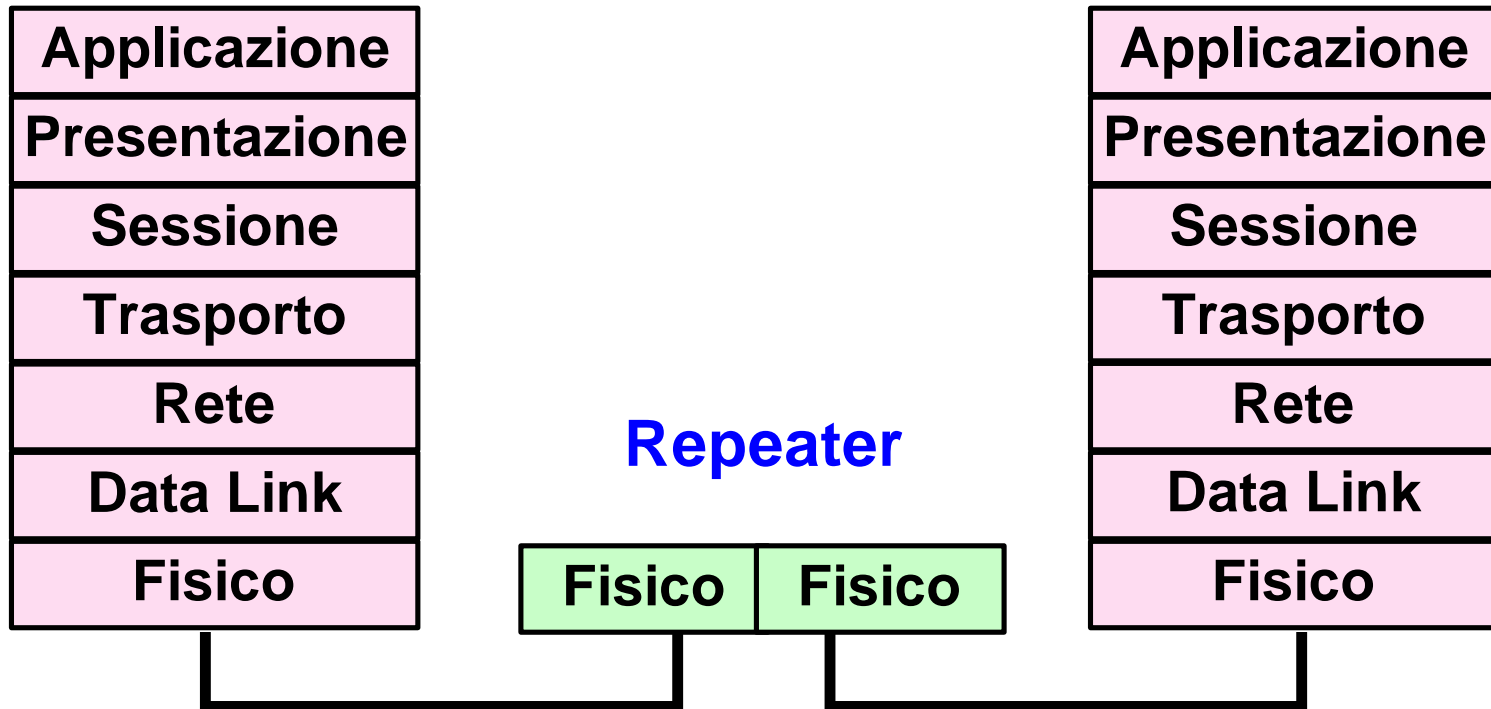 Applicazione
Presentazione
Sessione
Trasporto
Rete
Data Link
Fisico
Repeater
Fisico Fisico
Applicazione
Presentazione
Sessione
Trasporto
Rete
Data Link
Fisico